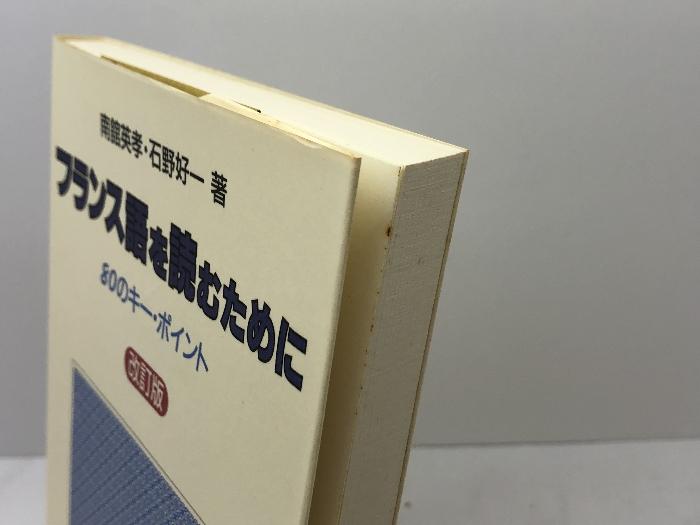 南舘英孝・石野好一 著
フランス語を読むために
80のキー・ポイント
改訂版